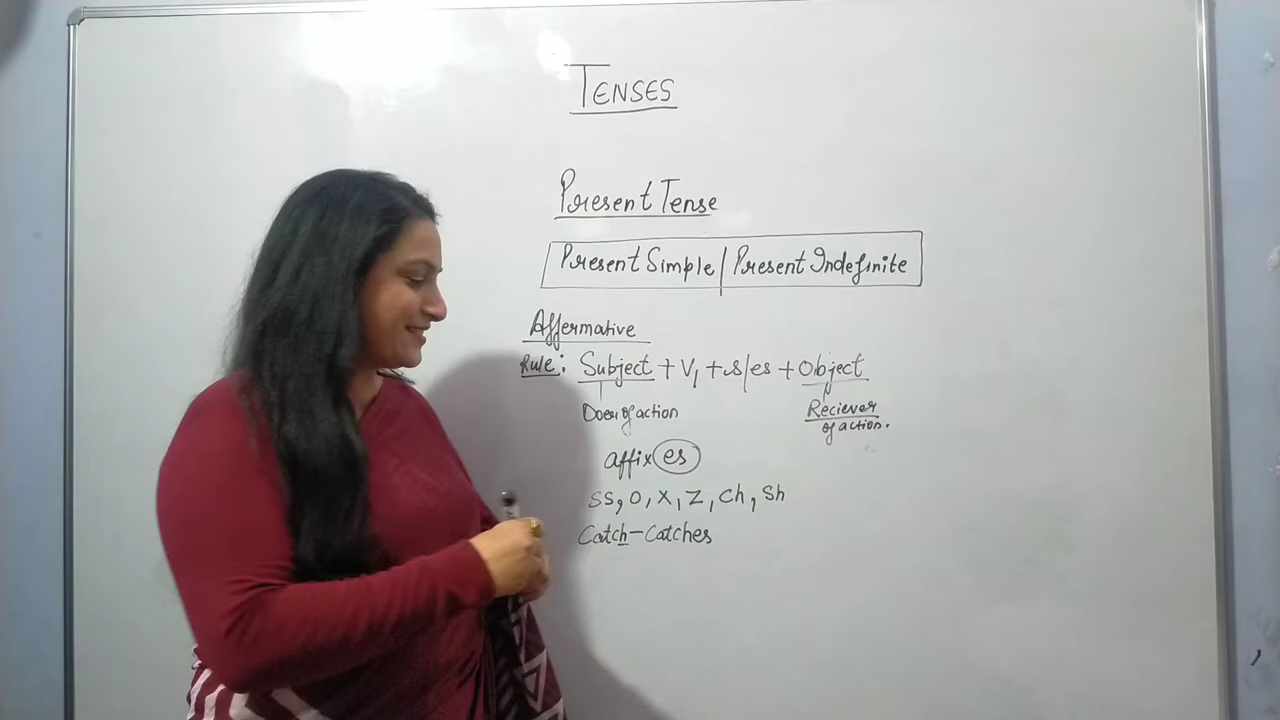 TENSES
Present Tense
Present Simple | Present Indefinite
Affermative
Rule: Subject + V1 + s/es + Object
Doer of action
Reciever
of action.
affix es
ss, o, x, z, ch, sh
Catch - Catches